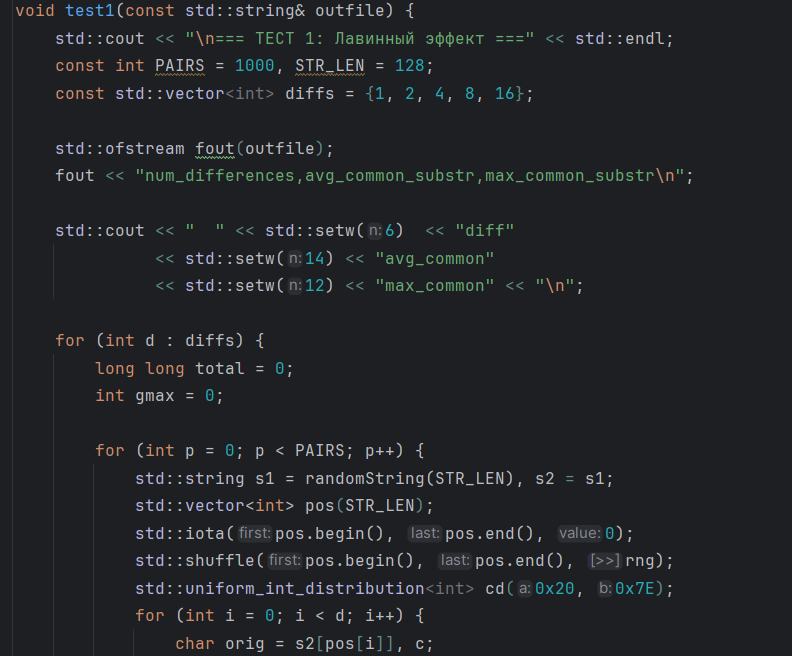 void test1(const std::string& outfile) {
    std::cout << "\n=== ТЕСТ 1: Лавинный эффект ===" << std::endl;
    const int PAIRS = 1000, STR_LEN = 128;
    const std::vector<int> diffs = {1, 2, 4, 8, 16};

    std::ofstream fout(outfile);
    fout << "num_differences,avg_common_substr,max_common_substr\n";

    std::cout << "  " << std::setw( n: 6)  << "diff"
              << std::setw( n: 14) << "avg_common"
              << std::setw( n: 12) << "max_common" << "\n";

    for (int d : diffs) {
        long long total = 0;
        int gmax = 0;

        for (int p = 0; p < PAIRS; p++) {
            std::string s1 = randomString(STR_LEN), s2 = s1;
            std::vector<int> pos(STR_LEN);
            std::iota( first: pos.begin(), last: pos.end(), value: 0);
            std::shuffle( first: pos.begin(), last: pos.end(), [>>] rng);
            std::uniform_int_distribution<int> cd( a: 0x20, b: 0x7E);
            for (int i = 0; i < d; i++) {
                char orig = s2[pos[i]], c;